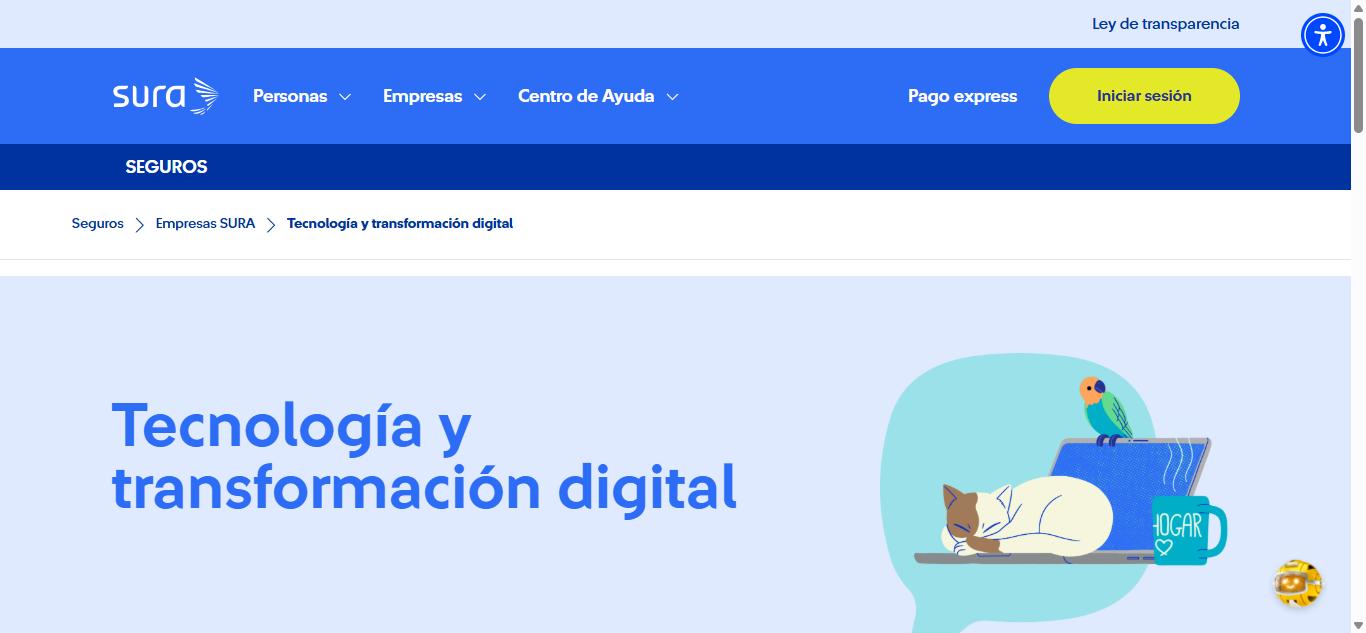 Ley de transparencia
sura Personas Empresas Centro de Ayuda Pago express Iniciar sesión
SEGUROS
Seguros Empresas SURA Tecnología y transformación digital
Tecnología y
transformación digital
HOGAR